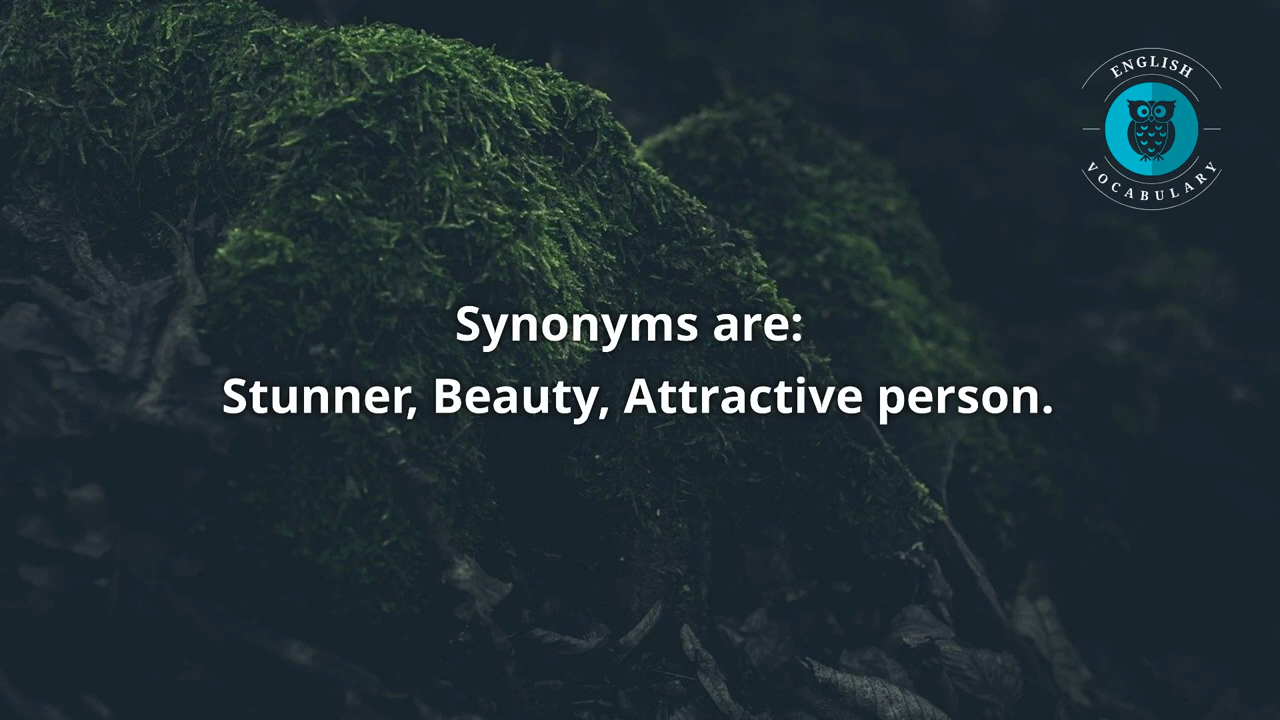 ENGLISH
VOCABULARY
Synonyms are:
Stunner, Beauty, Attractive person.